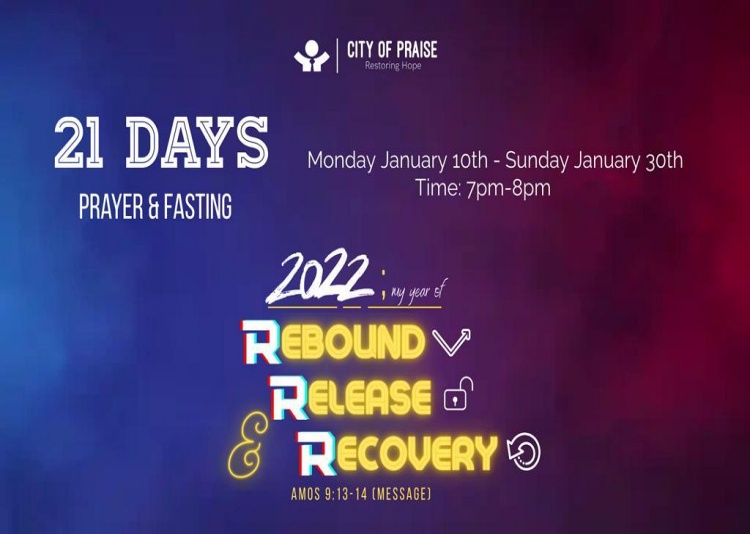 CITY OF PRAISE
Restoring Hope
21 DAYS
PRAYER & FASTING
Monday January 10th - Sunday January 30th
Time: 7pm-8pm
2022 ; my year of
REBOUND
RELEASE
& RECOVERY
AMOS 9:13-14 (MESSAGE)